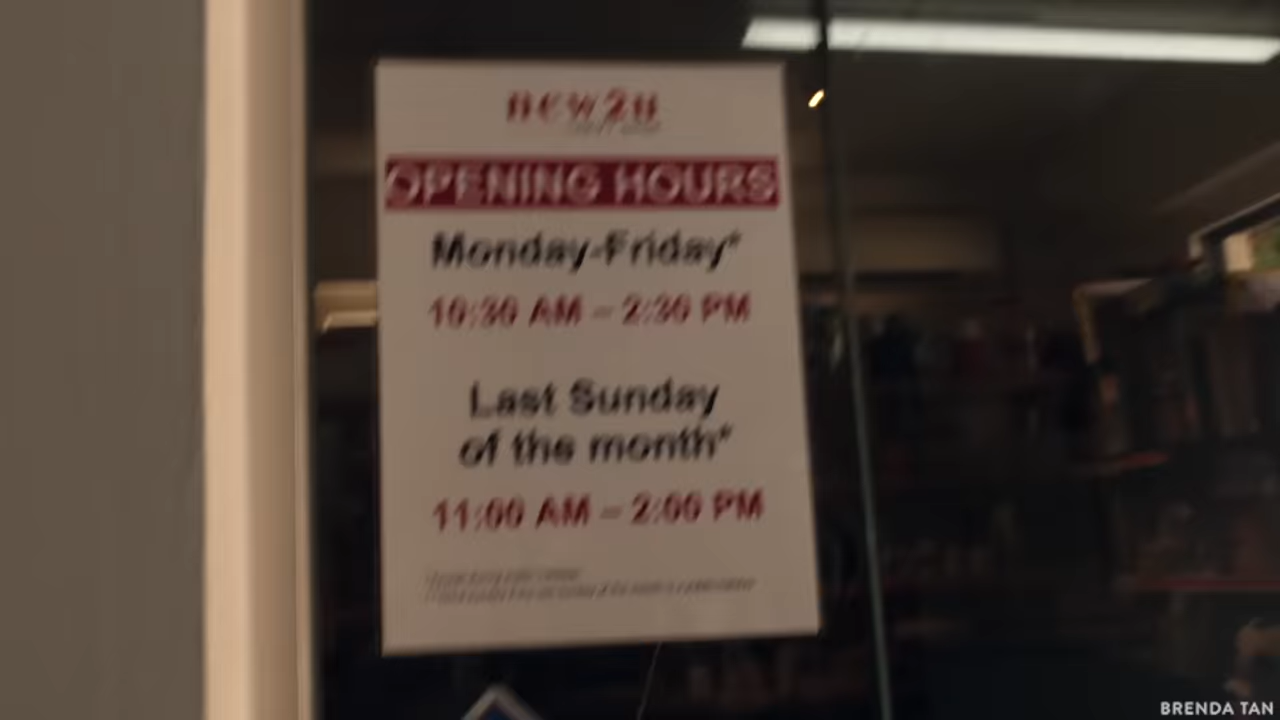 new2u
OPENING HOURS
Monday-Friday*
10:30 AM – 2:30 PM
Last Sunday
of the month*
11:00 AM – 2:00 PM
BRENDA TAN